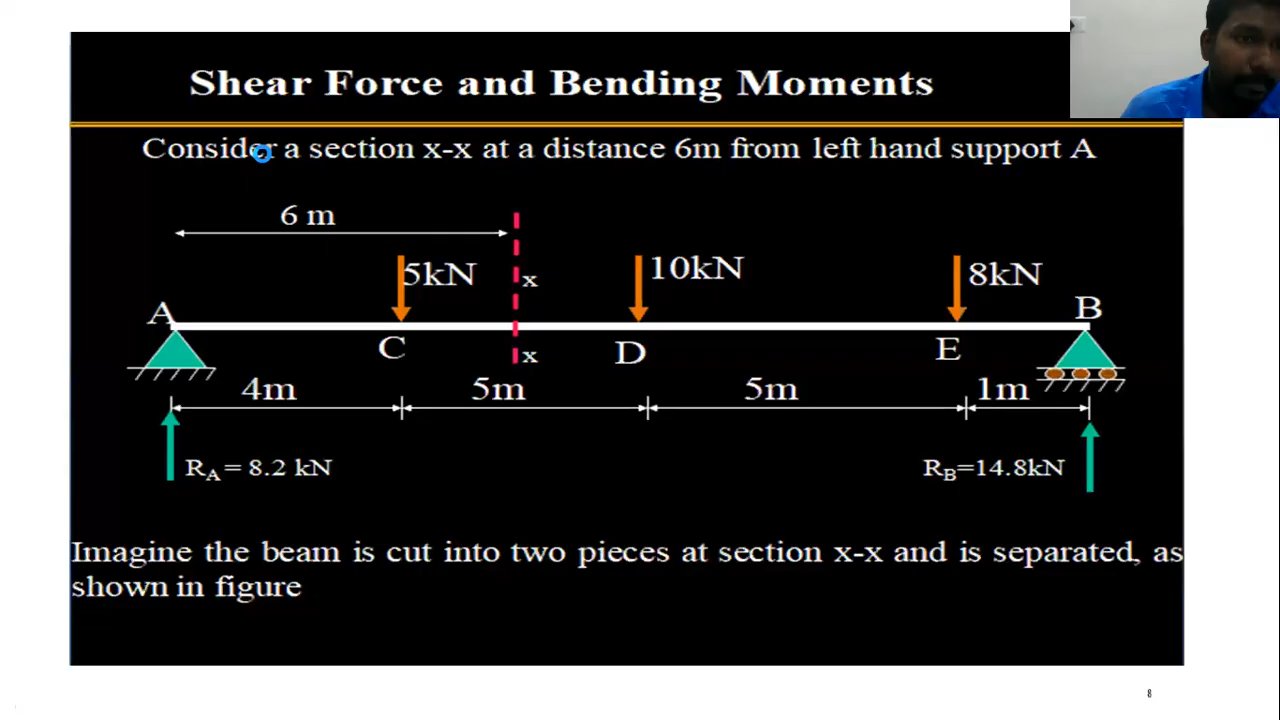 Shear Force and Bending Moments
Consider a section x-x at a distance 6m from left hand support A
6 m
5kN
x
10kN
8kN
A
B
C
x
D
E
4m
5m
5m
1m
RA = 8.2 kN
RB=14.8kN
Imagine the beam is cut into two pieces at section x-x and is separated, as
shown in figure
8